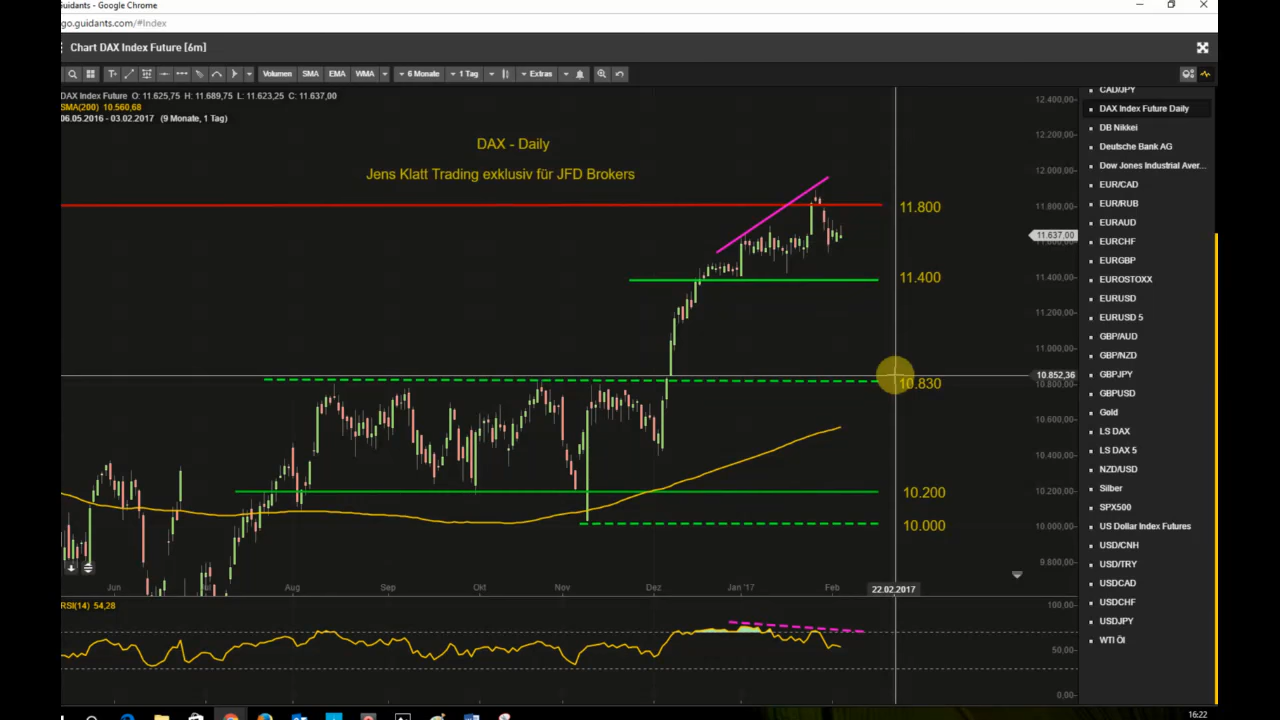 Guidants - Google Chrome
go.guidants.com/#Index
Chart DAX Index Future [6m]
Volumen SMA EMA WMA 6 Monate 1 Tag Extras
DAX Index Future O: 11.625,75 H: 11.689,75 L: 11.623,25 C: 11.637,00
SMA(200) 10.560,68
06.05.2016 - 03.02.2017 (9 Monate, 1 Tag)
DAX - Daily
Jens Klatt Trading exklusiv für JFD Brokers
11.800
11.400
10.830
10.200
10.000
12.400,00
12.200,00
12.000,00
11.800,00
11.637,00
11.400,00
11.200,00
11.000,00
10.852,36
10.800,00
10.600,00
10.400,00
10.200,00
10.000,00
9.800,00
Jun Aug Sep Okt Nov Dez Jan '17 Feb 22.02.2017
RSI(14) 54,28
100,00
50,00
0,00
CAD/JPY
DAX Index Future Daily
DB Nikkei
Deutsche Bank AG
Dow Jones Industrial Aver...
EUR/CAD
EUR/RUB
EURAUD
EURCHF
EURGBP
EUROSTOXX
EURUSD
EURUSD 5
GBP/AUD
GBP/NZD
GBPJPY
GBPUSD
Gold
LS DAX
LS DAX 5
NZD/USD
Silber
SPX500
US Dollar Index Futures
USD/CNH
USD/TRY
USDCAD
USDCHF
USDJPY
WTI Öl
16:22